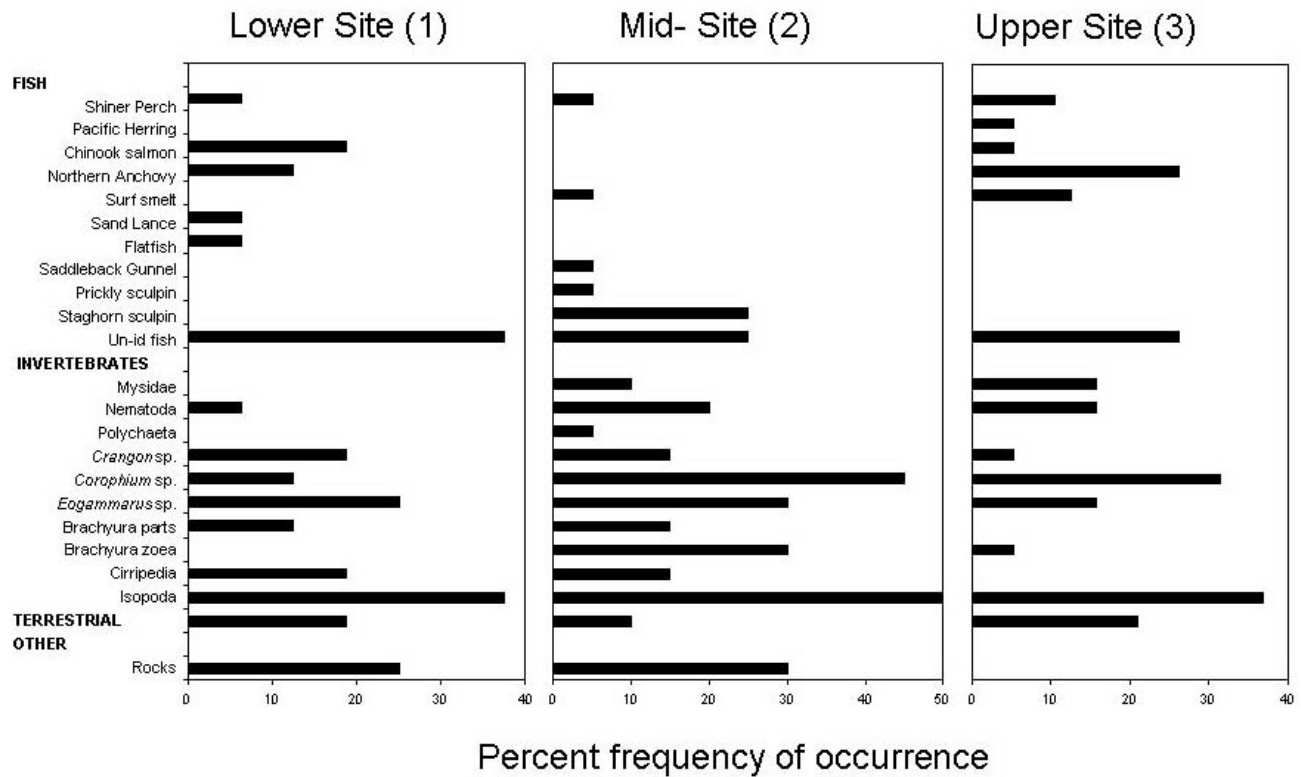 Lower Site (1) Mid- Site (2) Upper Site (3)
FISH
Shiner Perch
Pacific Herring
Chinook salmon
Northern Anchovy
Surf smelt
Sand Lance
Flatfish
Saddleback Gunnel
Prickly sculpin
Staghorn sculpin
Un-id fish
INVERTEBRATES
Mysidae
Nematoda
Polychaeta
Crangon sp.
Corophium sp.
Eogammarus sp.
Brachyura parts
Brachyura zoea
Cirripedia
Isopoda
TERRESTRIAL
OTHER
Rocks
0 10 20 30 40 0 10 20 30 40 50 0 10 20 30 40
Percent frequency of occurrence